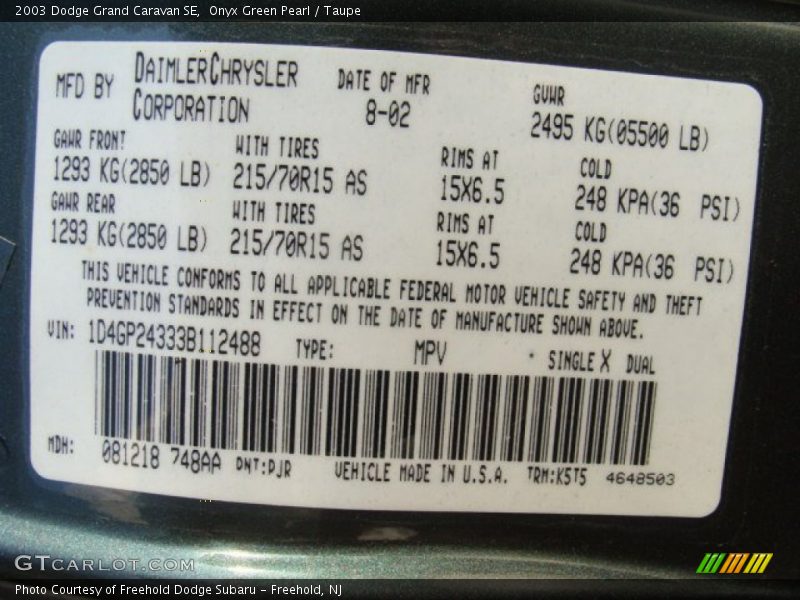 2003 Dodge Grand Caravan SE, Onyx Green Pearl / Taupe
MFD BY DAIMLERCHRYSLER CORPORATION
DATE OF MFR 8-02
GVWR 2495 KG(05500 LB)
GAWR FRONT WITH TIRES RIMS AT COLD
1293 KG(2850 LB) 215/70R15 AS 15X6.5 248 KPA(36 PSI)
GAWR REAR WITH TIRES RIMS AT COLD
1293 KG(2850 LB) 215/70R15 AS 15X6.5 248 KPA(36 PSI)
THIS VEHICLE CONFORMS TO ALL APPLICABLE FEDERAL MOTOR VEHICLE SAFETY AND THEFT
PREVENTION STANDARDS IN EFFECT ON THE DATE OF MANUFACTURE SHOWN ABOVE.
VIN: 1D4GP24333B112488 TYPE: MPV SINGLE X DUAL
MDH: 081218 748AA PNT:PJR VEHICLE MADE IN U.S.A. TRM:K5T5 4648503
GTCARLOT.COM
Photo Courtesy of Freehold Dodge Subaru – Freehold, NJ